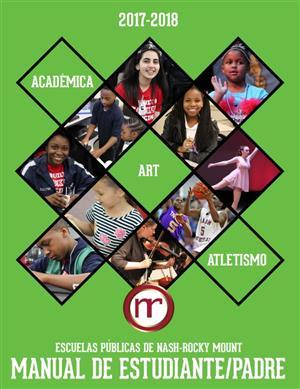 2017-2018
ACADÉMICA
ART
ATLETISMO
nr
ESCUELAS PÚBLICAS DE NASH-ROCKY MOUNT
MANUAL DE ESTUDIANTE/PADRE